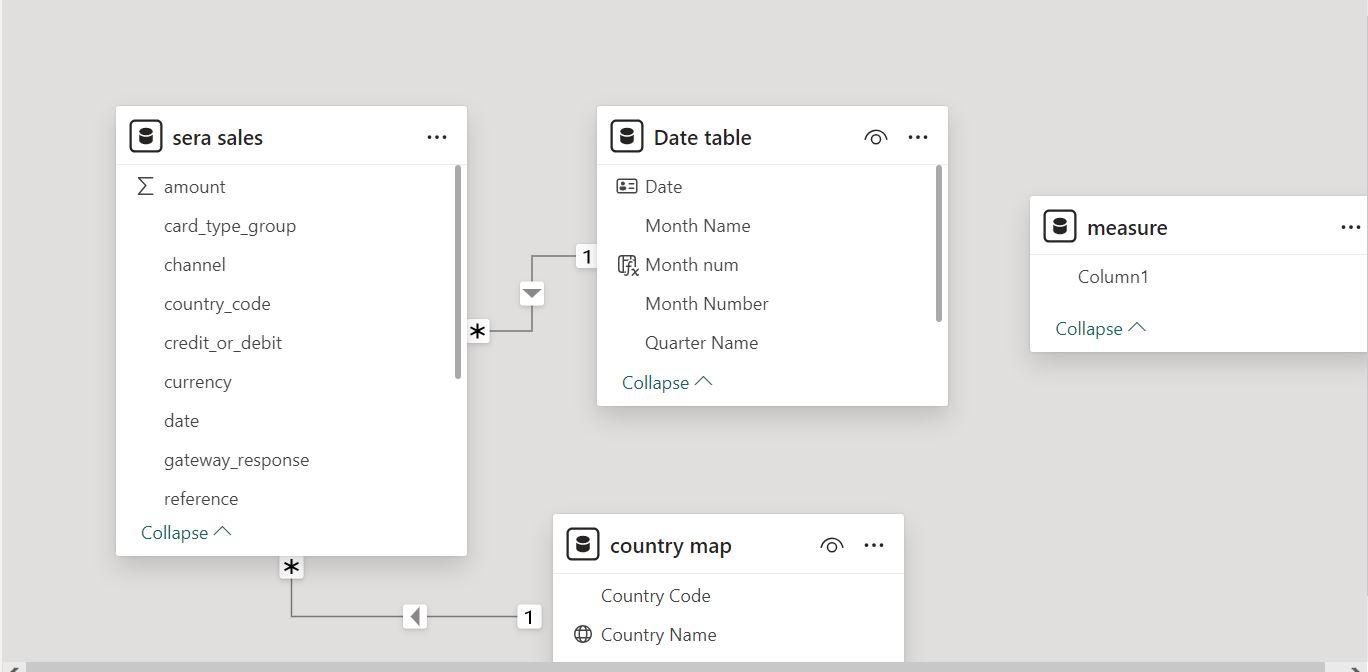 sera sales
amount
card_type_group
channel
country_code
credit_or_debit
currency
date
gateway_response
reference
Collapse
*
1
Date table
Date
Month Name
Month num
Month Number
Quarter Name
Collapse
measure
Column1
Collapse
*
1
country map
Country Code
Country Name